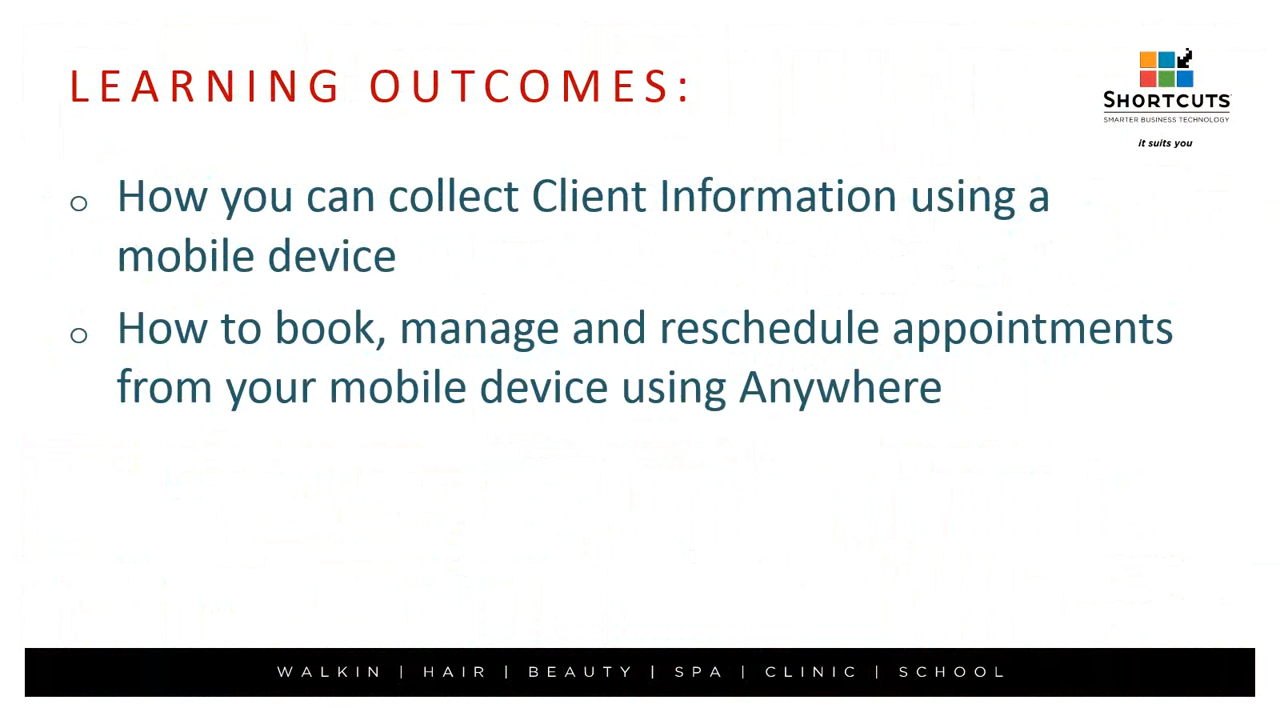 LEARNING OUTCOMES:
SHORTCUTS
SMARTER BUSINESS TECHNOLOGY
it suits you
o How you can collect Client Information using a
mobile device
o How to book, manage and reschedule appointments
from your mobile device using Anywhere
WALKIN | HAIR | BEAUTY | SPA | CLINIC | SCHOOL